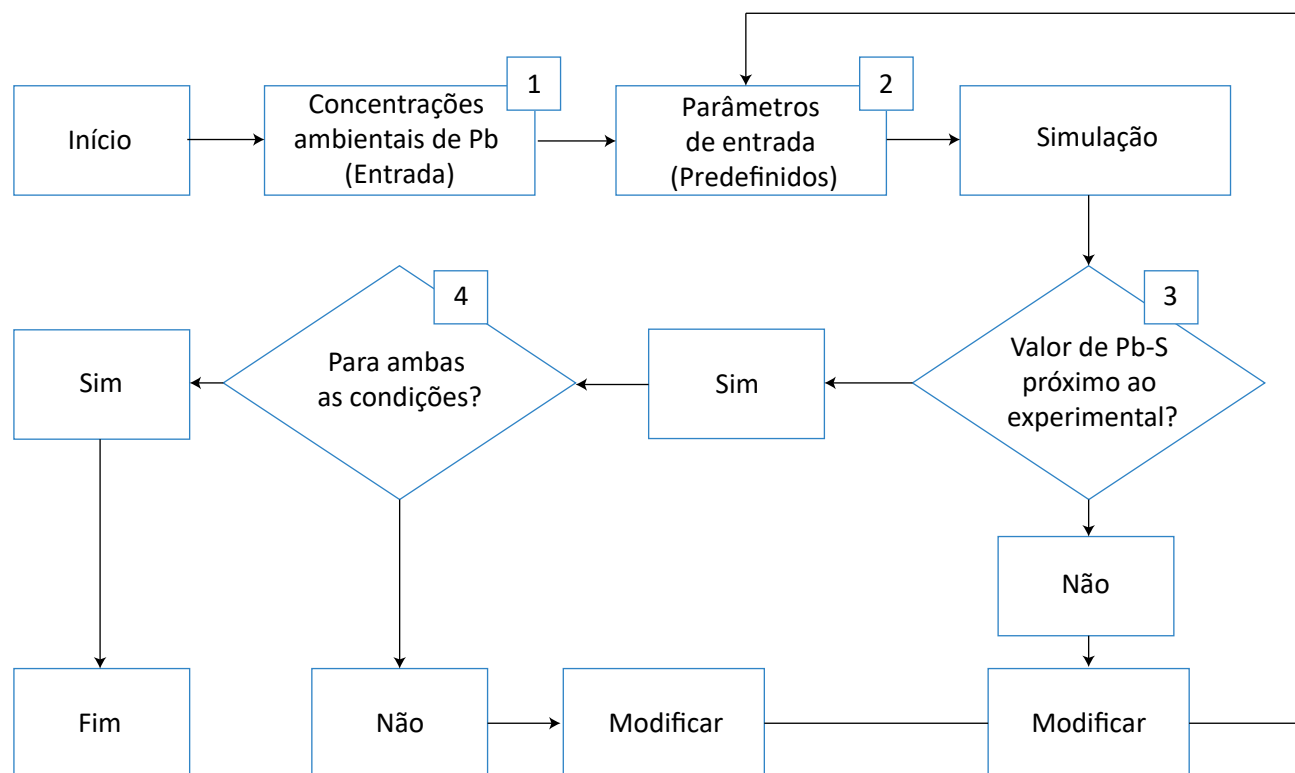 Início
1
Concentrações
ambientais de Pb
(Entrada)
2
Parâmetros
de entrada
(Predefinidos)
Simulação
3
Valor de Pb-S
próximo ao
experimental?
Sim
4
Para ambas
as condições?
Sim
Não
Fim
Não
Modificar
Modificar